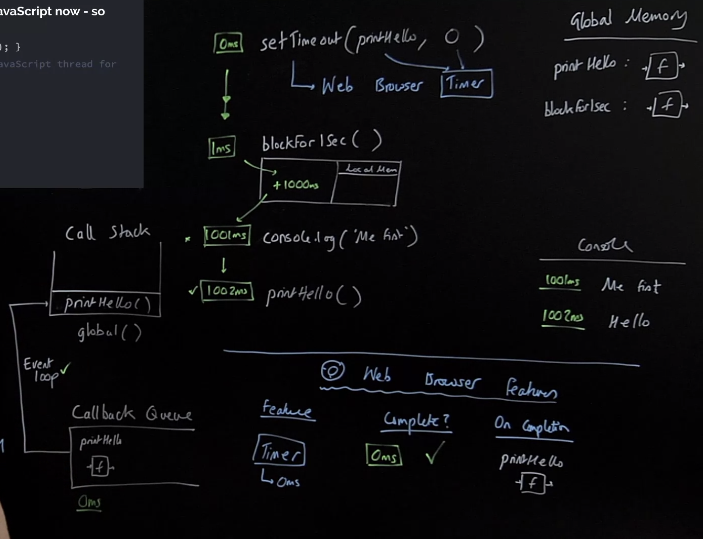 avaScript now - so
; }
avaScript thread for
0ms setTimeout(printHello, 0)
Web Browser Timer
1ms blockFor1Sec()
+1000ms
Local Mem
1001ms console.log('Me first')
1002ms printHello()
Global Memory
printHello : f
blockfor1sec : f
Console
1001ms Me first
1002ms Hello
Call Stack
printHello()
global()
Event
loop
Callback Queue
printHello
f
0ms
Web Browser Features
Feature
Timer
0ms
Complete?
0ms
On Completion
printHello
f